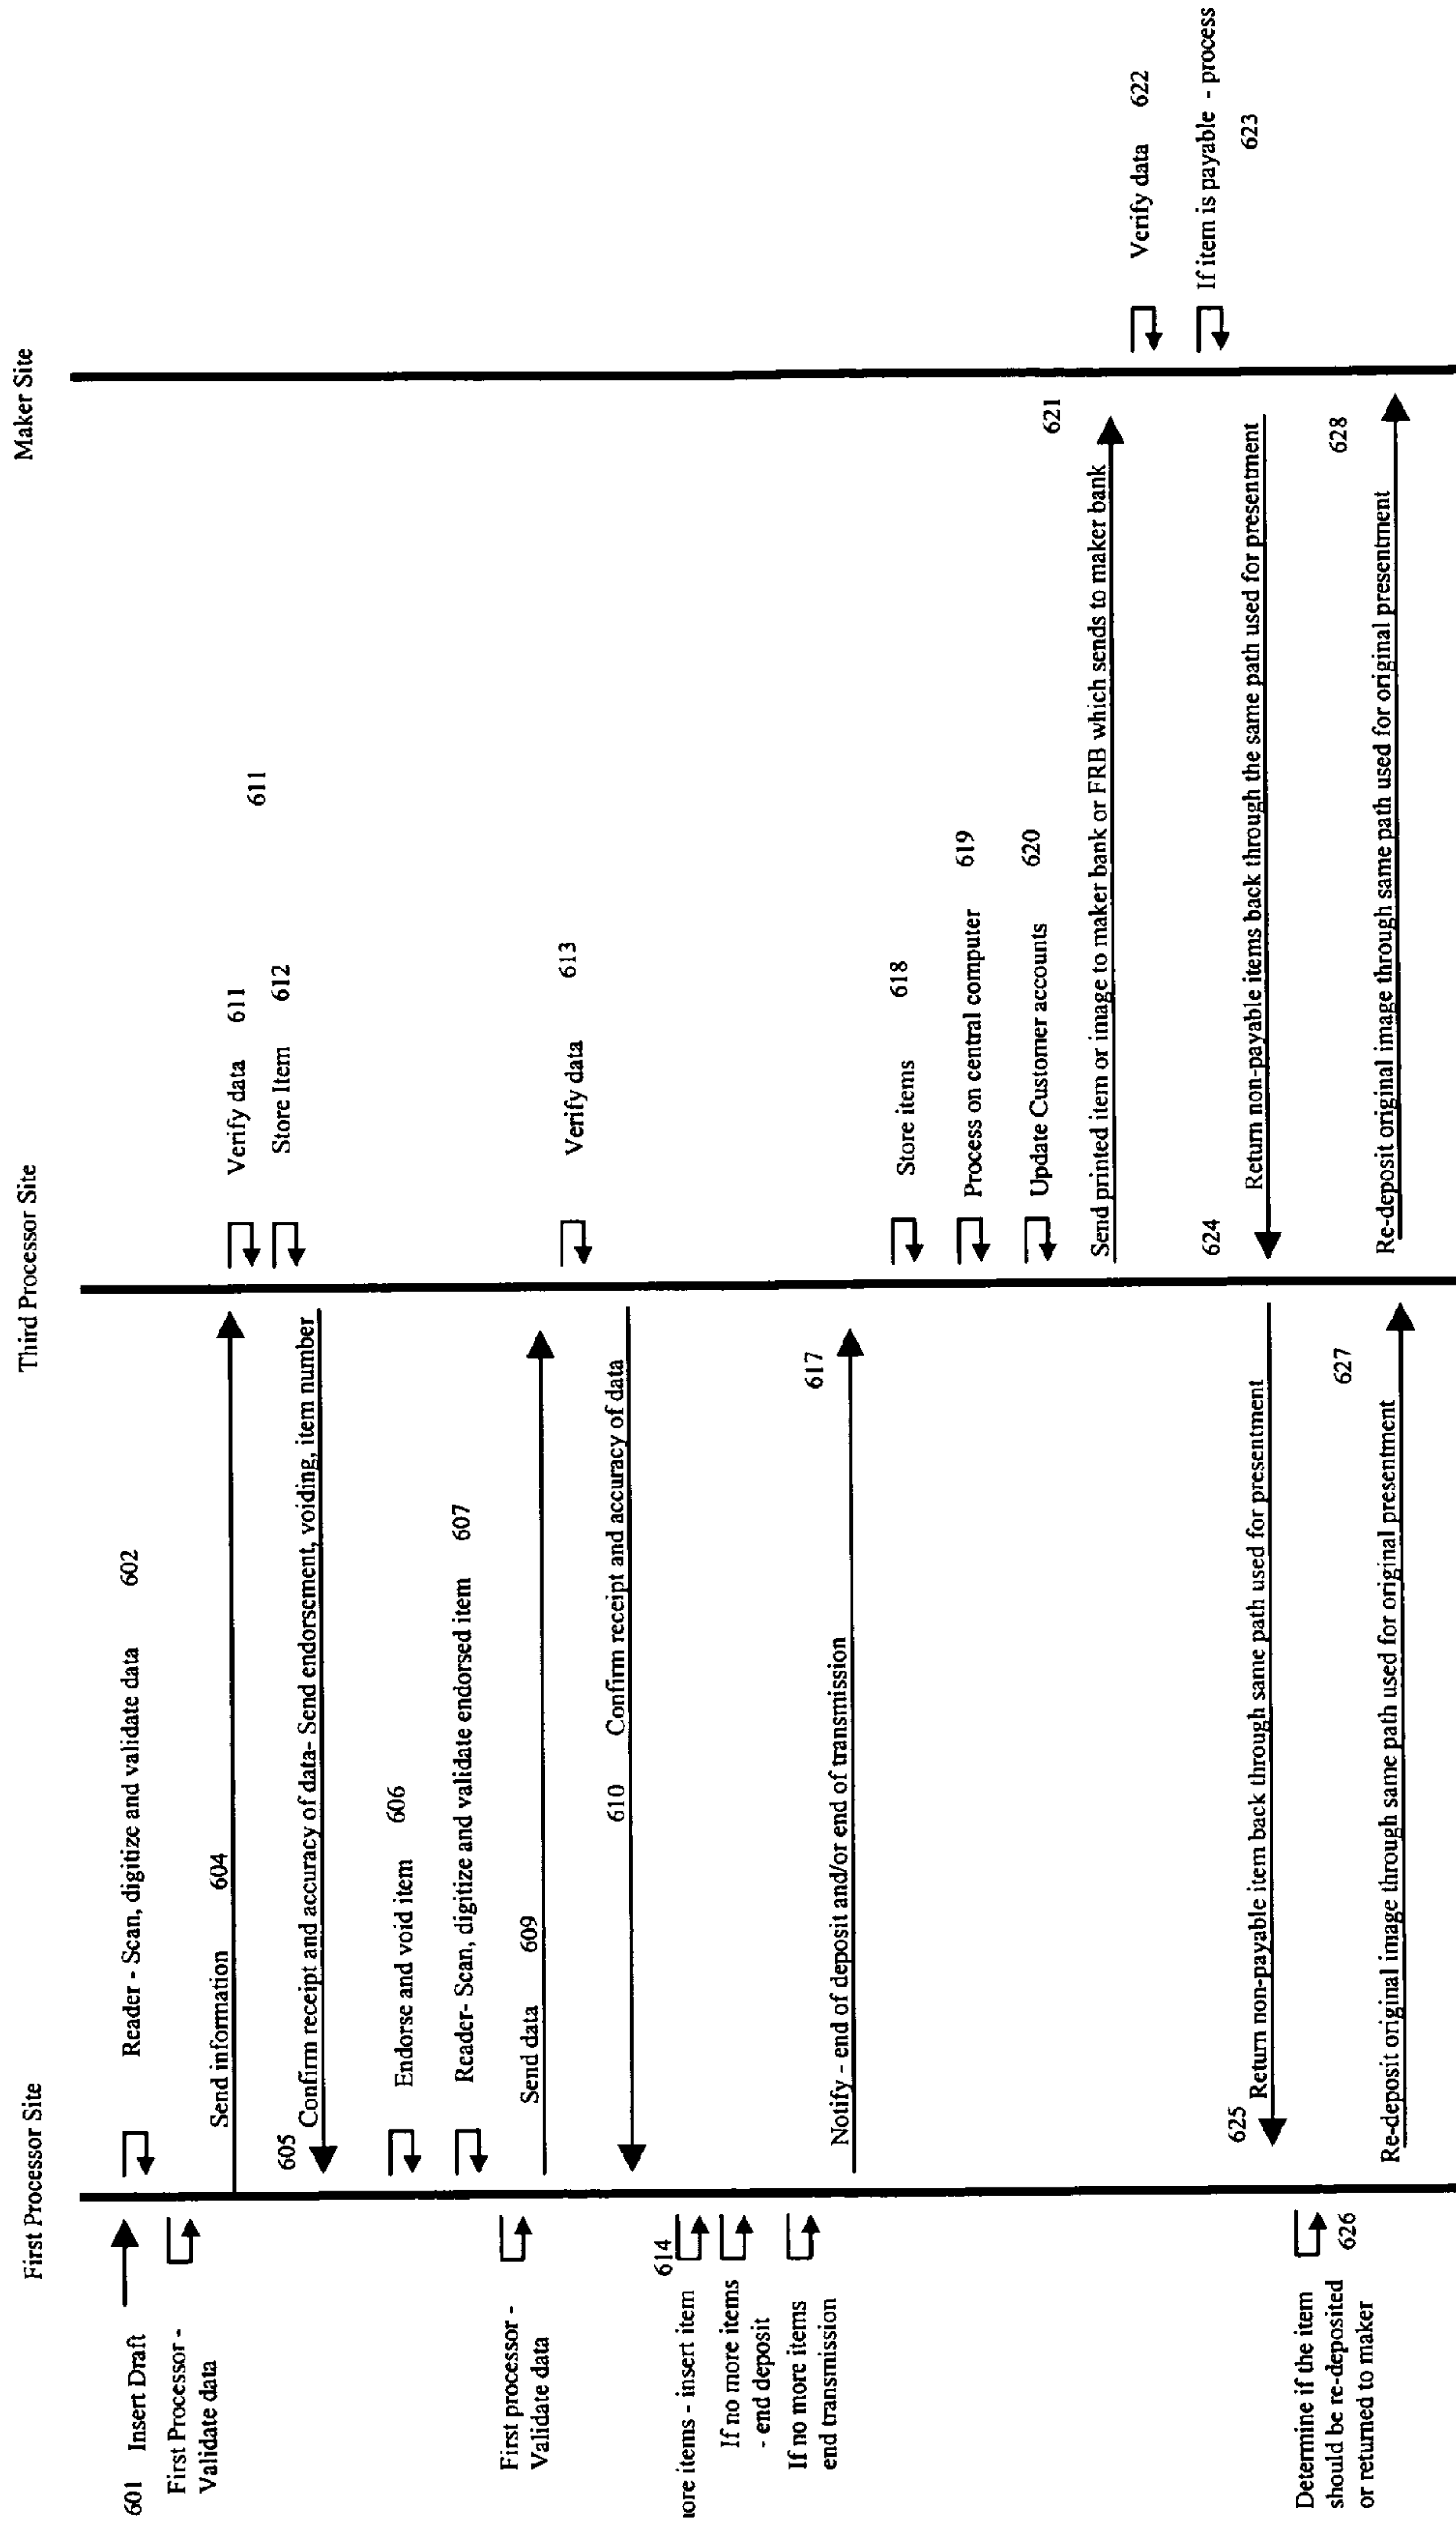 First Processor Site
Third Processor Site
Maker Site
601 Insert Draft
Reader - Scan, digitize and validate data 602
First Processor -
Validate data
Send information 604
Verify data 611
611
Store Item 612
605
Confirm receipt and accuracy of data- Send endorsement, voiding, item number
Endorse and void item 606
Reader- Scan, digitize and validate endorsed item 607
First processor -
Validate data
Send data 609
Verify data 613
610 Confirm receipt and accuracy of data
614
ore items - insert item
If no more items
- end deposit
If no more items
end transmission
617
Notify - end of deposit and/or end of transmission
Store items 618
Process on central computer 619
Update Customer accounts 620
621
Send printed item or image to maker bank or FRB which sends to maker bank
Verify data 622
If item is payable - process
623
624
Return non-payable items back through the same path used for presentment
625
Return non-payable item back through same path used for presentment
Determine if the item
should be re-deposited
or returned to maker
626
627
Re-deposit original image through same path used for original presentment
628
Re-deposit original image through same path used for original presentment